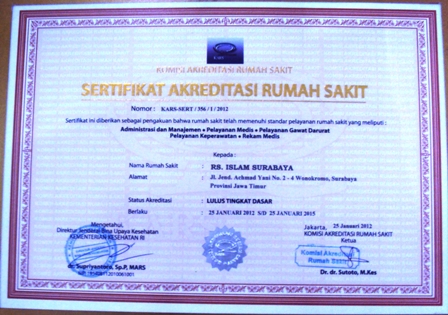 KOMISI AKREDITASI RUMAH SAKIT
SERTIFIKAT AKREDITASI RUMAH SAKIT
Nomor : KARS-SERT / 356 / I / 2012
Sertifikat ini diberikan sebagai pengakuan bahwa rumah sakit telah memenuhi standar pelayanan rumah sakit yang meliputi :
Administrasi dan Manajemen • Pelayanan Medis • Pelayanan Gawat Darurat
Pelayanan Keperawatan • Rekam Medis
Kepada :
Nama Rumah Sakit : RS. ISLAM SURABAYA
Alamat : Jl. Jend. Achmad Yani No. 2 - 4 Wonokromo, Surabaya
Provinsi Jawa Timur
Status Akreditasi : LULUS TINGKAT DASAR
Berlaku : 25 JANUARI 2012 S/D 25 JANUARI 2015
Mengetahui,
Direktur Jenderal Bina Upaya Kesehatan
KEMENTERIAN KESEHATAN RI
dr. Supriyantoro, Sp.P, MARS
Jakarta, 25 Januari 2012
KOMISI AKREDITASI RUMAH SAKIT
Ketua
Komisi Akreditasi
Rumah Sakit
Dr. dr. Sutoto, M.Kes